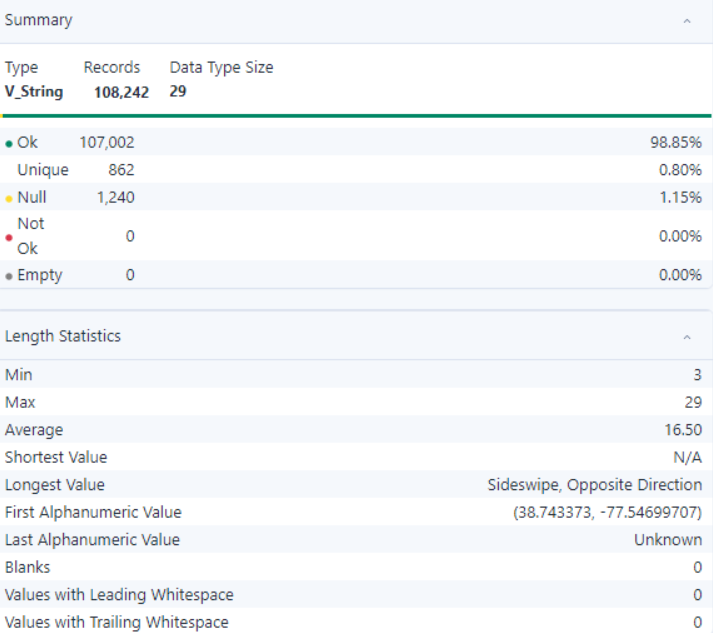 Summary
Type Records Data Type Size
V_String 108,242 29
Ok 107,002 98.85%
Unique 862 0.80%
Null 1,240 1.15%
Not
Ok 0 0.00%
Empty 0 0.00%
Length Statistics
Min 3
Max 29
Average 16.50
Shortest Value N/A
Longest Value Sideswipe, Opposite Direction
First Alphanumeric Value (38.743373, -77.54699707)
Last Alphanumeric Value Unknown
Blanks 0
Values with Leading Whitespace 0
Values with Trailing Whitespace 0